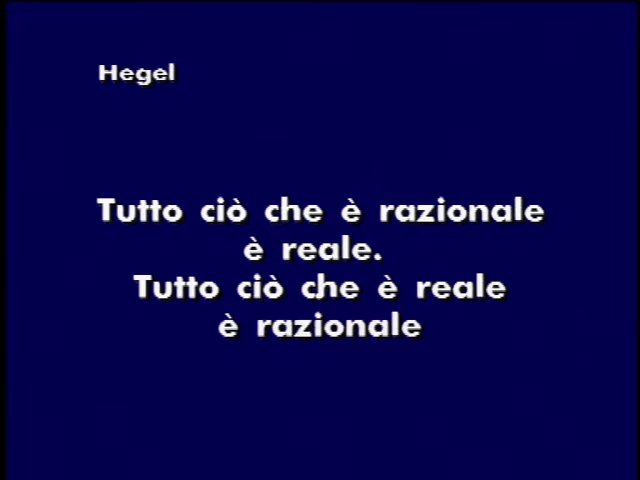 Hegel
Tutto ciò che è razionale
è reale.
Tutto ciò che è reale
è razionale